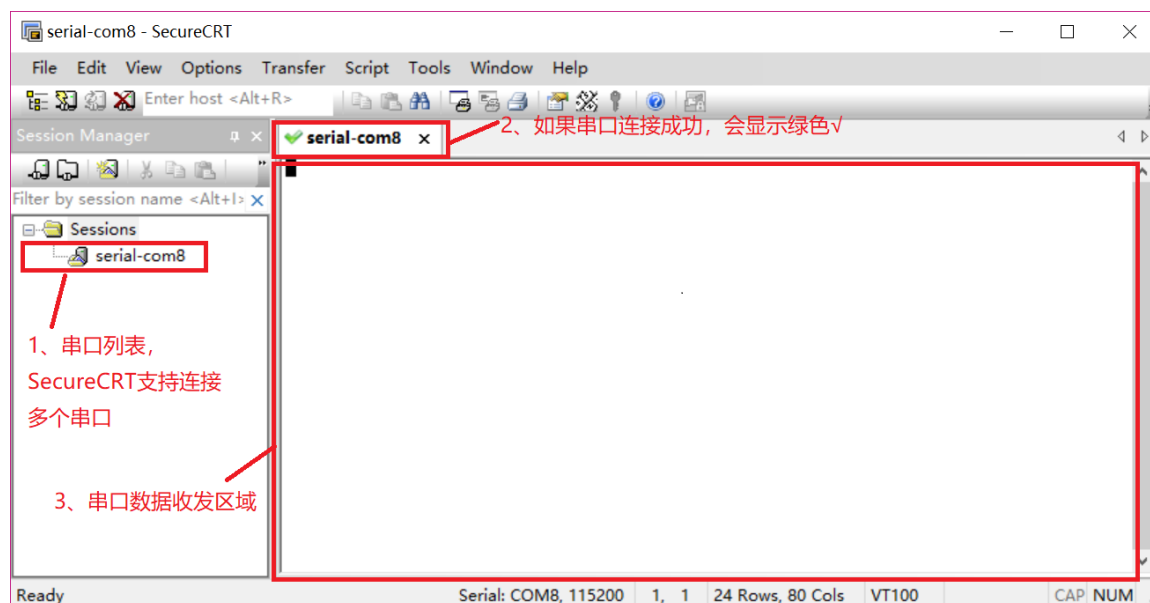 serial-com8 - SecureCRT
File Edit View Options Transfer Script Tools Window Help
Enter host <Alt+R>
Session Manager
serial-com8
2、如果串口连接成功，会显示绿色√
Filter by session name <Alt+I>
Sessions
serial-com8
1、串口列表，
SecureCRT支持连接
多个串口
3、串口数据收发区域
Ready Serial: COM8, 115200 1, 1 24 Rows, 80 Cols VT100 CAP NUM